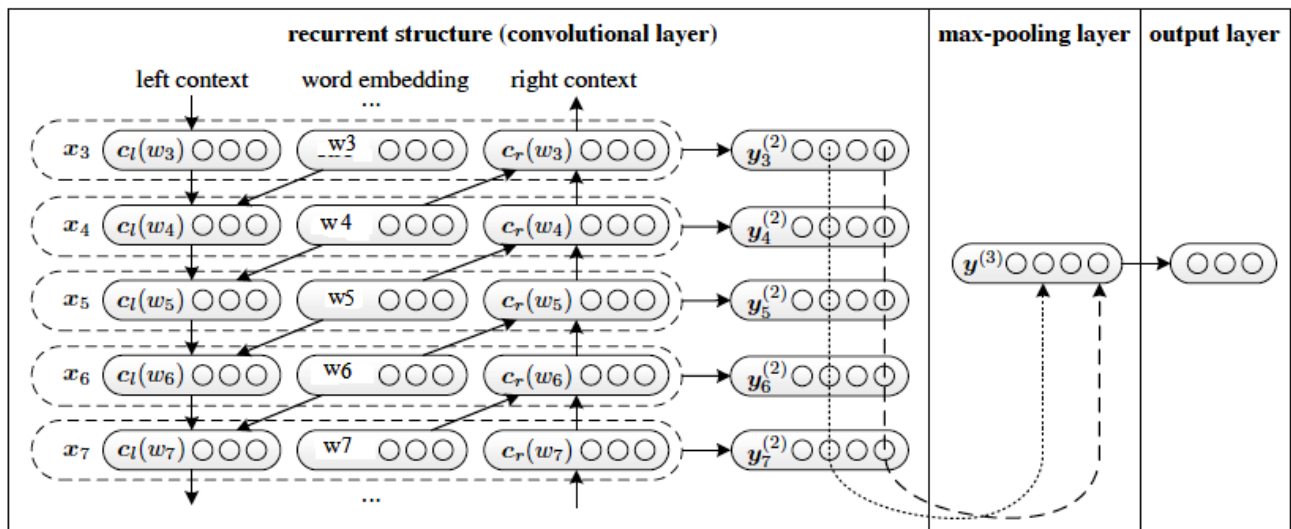 recurrent structure (convolutional layer) max-pooling layer output layer
left context word embedding right context
...
x₃ cₗ(w₃) w3 cᵣ(w₃) y₃⁽²⁾
x₄ cₗ(w₄) w4 cᵣ(w₄) y₄⁽²⁾
y⁽³⁾
x₅ cₗ(w₅) w5 cᵣ(w₅) y₅⁽²⁾
x₆ cₗ(w₆) w6 cᵣ(w₆) y₆⁽²⁾
x₇ cₗ(w₇) w7 cᵣ(w₇) y₇⁽²⁾
...